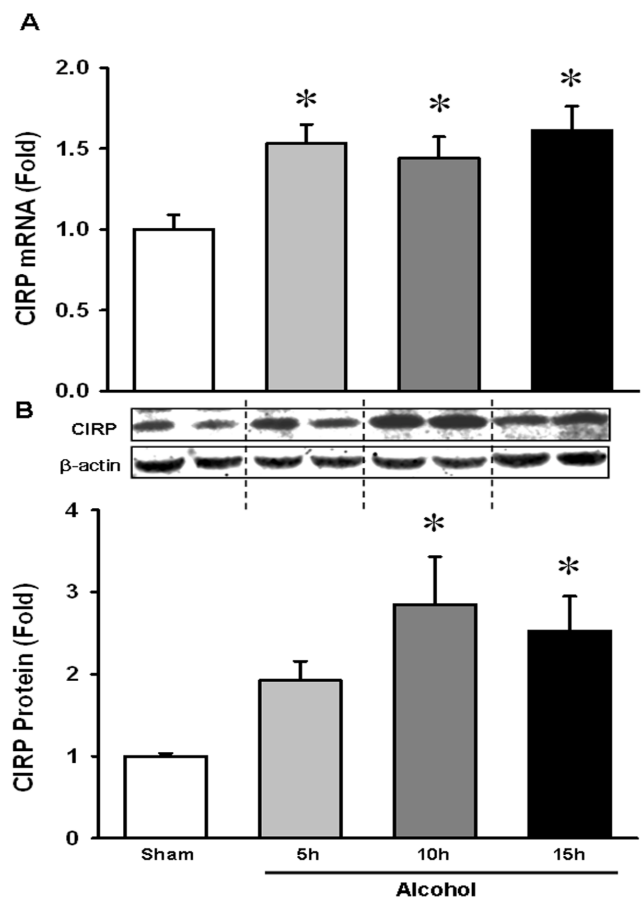 A
CIRP mRNA (Fold)
2.0
1.5
1.0
0.5
0.0
*
*
*
B
CIRP
β-actin
CIRP Protein (Fold)
4
3
2
1
0
*
*
Sham
5h
10h
15h
Alcohol